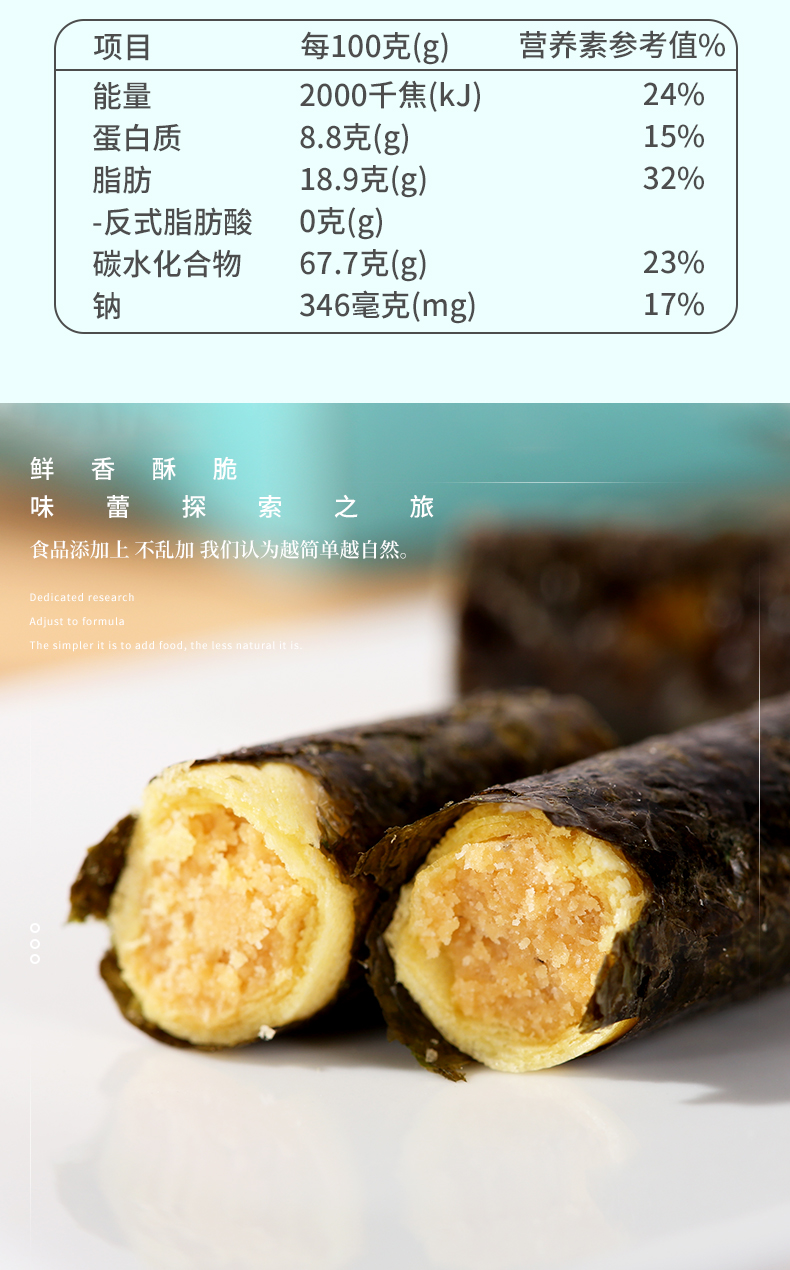 项目 每100克(g) 营养素参考值%
能量 2000千焦(kJ) 24%
蛋白质 8.8克(g) 15%
脂肪 18.9克(g) 32%
-反式脂肪酸 0克(g)
碳水化合物 67.7克(g) 23%
钠 346毫克(mg) 17%
鲜香酥脆
味蕾探索之旅
食品添加上 不乱加 我们认为越简单越自然。
Dedicated research
Adjust to formula
The simpler it is to add food, the less natural it is.